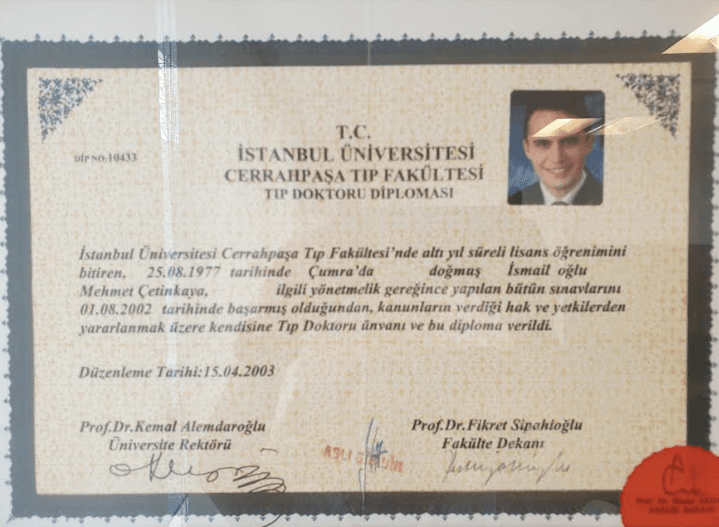 T.C.
İSTANBUL ÜNİVERSİTESİ
DİP NO:10433
CERRAHPAŞA TIP FAKÜLTESİ
TIP DOKTORU DİPLOMASI
İstanbul Üniversitesi Cerrahpaşa Tıp Fakültesi'nde altı yıl süreli lisans öğrenimini
bitiren, 25.08.1977 tarihinde Çumra'da doğmuş İsmail oğlu
Mehmet Çetinkaya, ilgili yönetmelik gereğince yapılan bütün sınavlarını
01.08.2002 tarihinde başarmış olduğundan, kanunların verdiği hak ve yetkilerden
yararlanmak üzere kendisine Tıp Doktoru ünvanı ve bu diploma verildi.
Düzenleme Tarihi:15.04.2003
Prof.Dr.Kemal Alemdaroğlu
Üniversite Rektörü
Prof.Dr.Fikret Sipahioğlu
Fakülte Dekanı
ASLI
Prof. Dr.